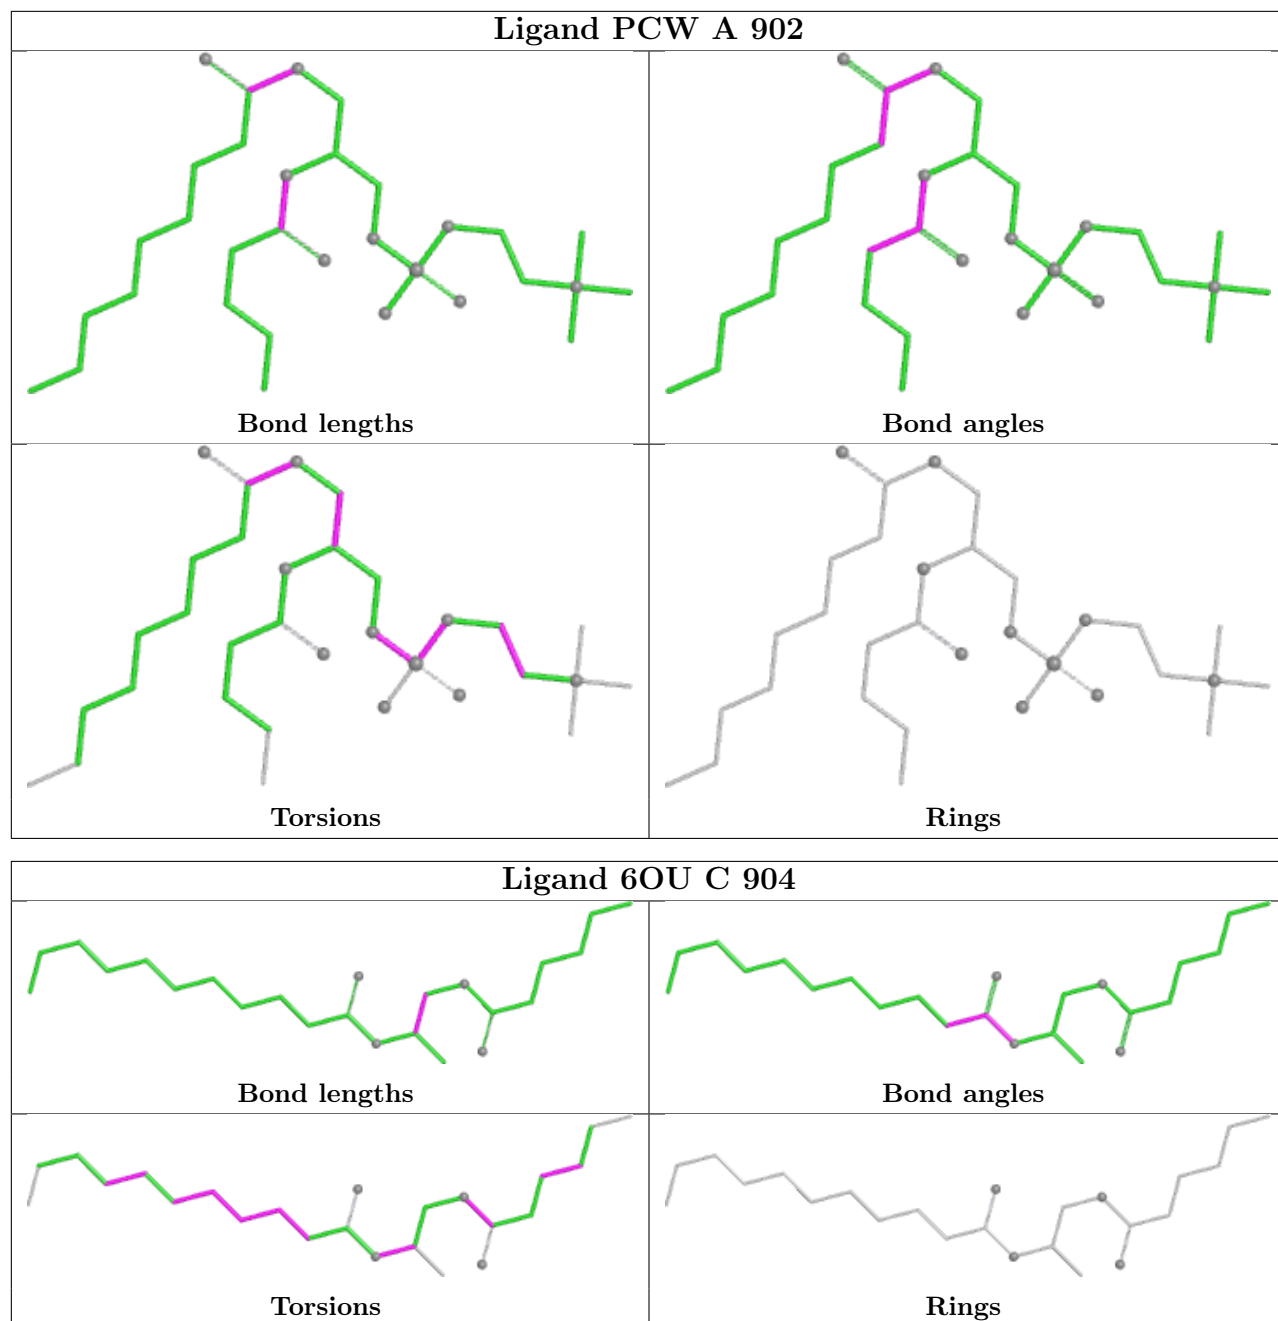 Ligand PCW A 902
Bond lengths
Bond angles
Torsions
Rings
Ligand 6OU C 904
Bond lengths
Bond angles
Torsions
Rings